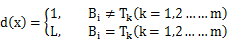 d(x) = { 1, B_i ≠ T_k (k = 1,2 …… m)
L, B_i = T_k (k = 1,2 …… m)